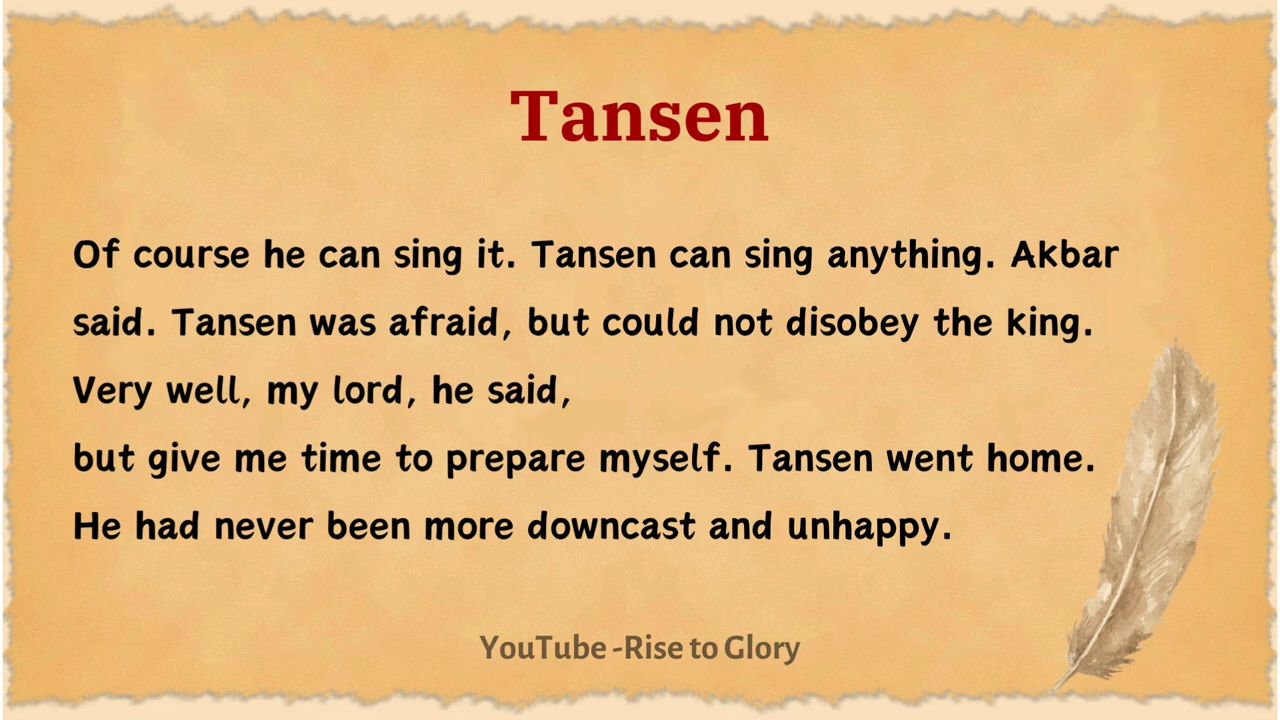 Tansen
Of course he can sing it. Tansen can sing anything. Akbar
said. Tansen was afraid, but could not disobey the king.
Very well, my lord, he said,
but give me time to prepare myself. Tansen went home.
He had never been more downcast and unhappy.
YouTube -Rise to Glory